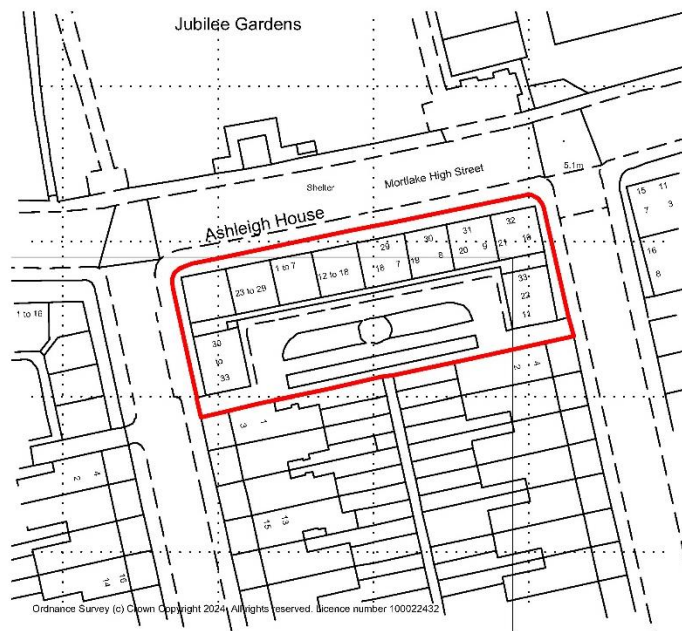 Jubilee Gardens
5.1m
Mortlake High Street
Shelter
15 11
7 3
Ashleigh House
32
31
30
29
21 10
20 9
19 8
18 7
12 to 18
1 to 7
23 to 29
16
8
33
22
11
1 to 16
30
to
33
4
2
3
1
4
2
15
13
16
14
Ordnance Survey (c) Crown Copyright 2024. All rights reserved. Licence number 100022432